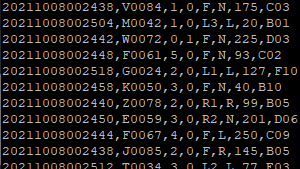 20211008002438,V0084,1,0,F,N,175,C03
20211008002504,M0042,1,0,L3,L,20,B01
20211008002442,W0072,0,1,F,N,225,D03
20211008002448,F0061,5,0,F,N,93,C02
20211008002518,G0024,2,0,L1,L,127,F10
20211008002458,K0050,3,0,F,N,40,B10
20211008002440,Z0078,2,0,R1,R,99,B05
20211008002450,E0059,3,0,R2,N,201,D06
20211008002444,F0067,4,0,F,L,250,C09
20211008002438,J0085,2,0,F,R,145,B05
20211008002512,T0034,3,0,L2,L,77,F03